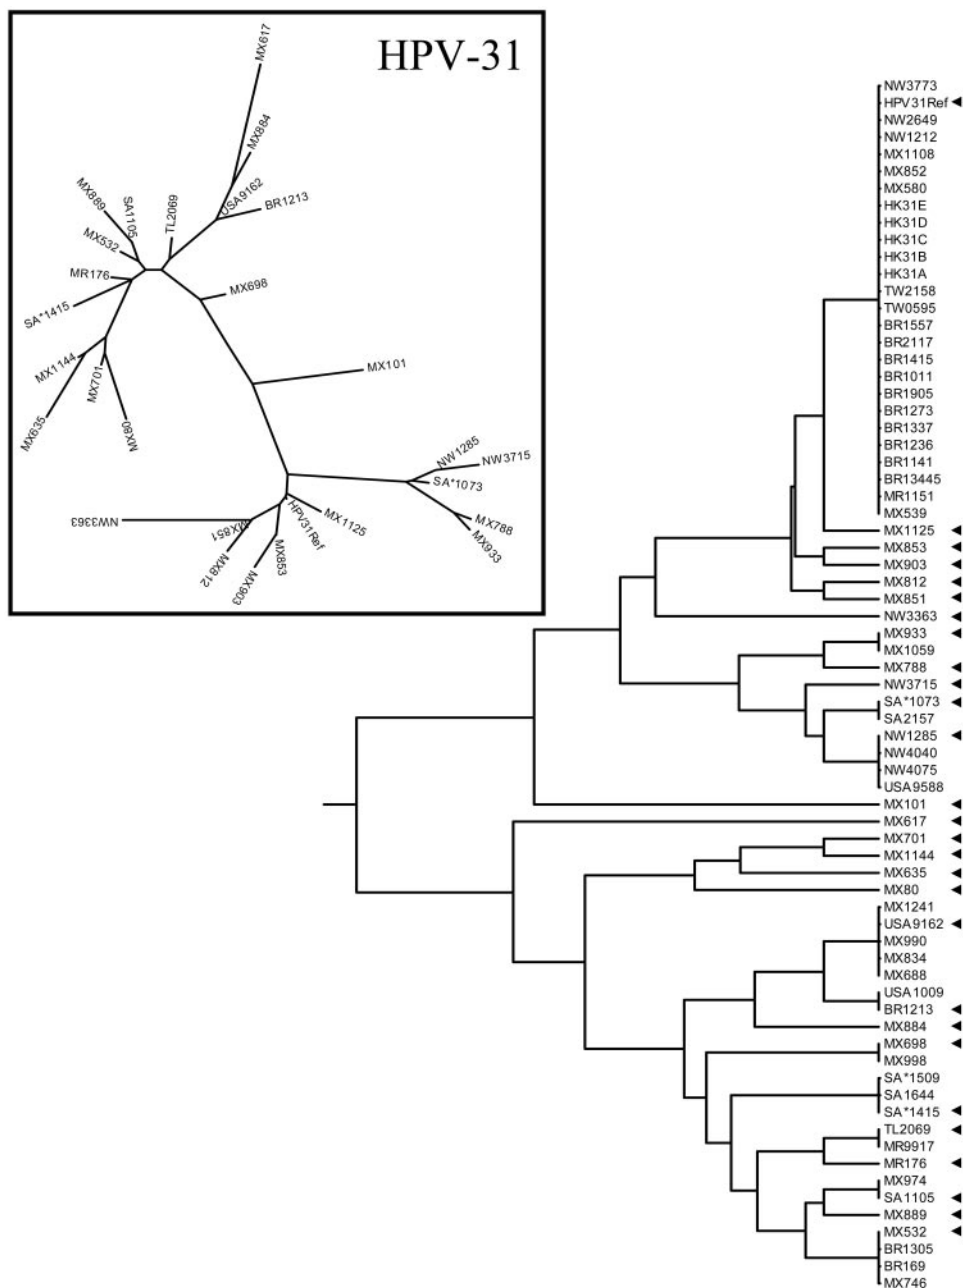 HPV-31
MX617
MX884
USA9162
BR1213
TL2069
SA1105
MX889
MX532
MR176
SA*1415
MX698
MX1144
MX701
MX635
MX80
MX101
NW1285
NW3715
SA*1073
MX788
MX933
MX1125
HPV31Ref
MX851
NW3363
MX812
MX853
MX903
NW3773
HPV31Ref
NW2649
NW1212
MX1108
MX852
MX580
HK31E
HK31D
HK31C
HK31B
HK31A
TW2158
TW0595
BR1557
BR2117
BR1415
BR1011
BR1905
BR1273
BR1337
BR1236
BR1141
BR13445
MR1151
MX539
MX1125
MX853
MX903
MX812
MX851
NW3363
MX933
MX1059
MX788
NW3715
SA*1073
SA2157
NW1285
NW4040
NW4075
USA9588
MX101
MX617
MX701
MX1144
MX635
MX80
MX1241
USA9162
MX990
MX834
MX688
USA1009
BR1213
MX884
MX698
MX998
SA*1509
SA1644
SA*1415
TL2069
MR9917
MR176
MX974
SA1105
MX889
MX532
BR1305
BR169
MX746